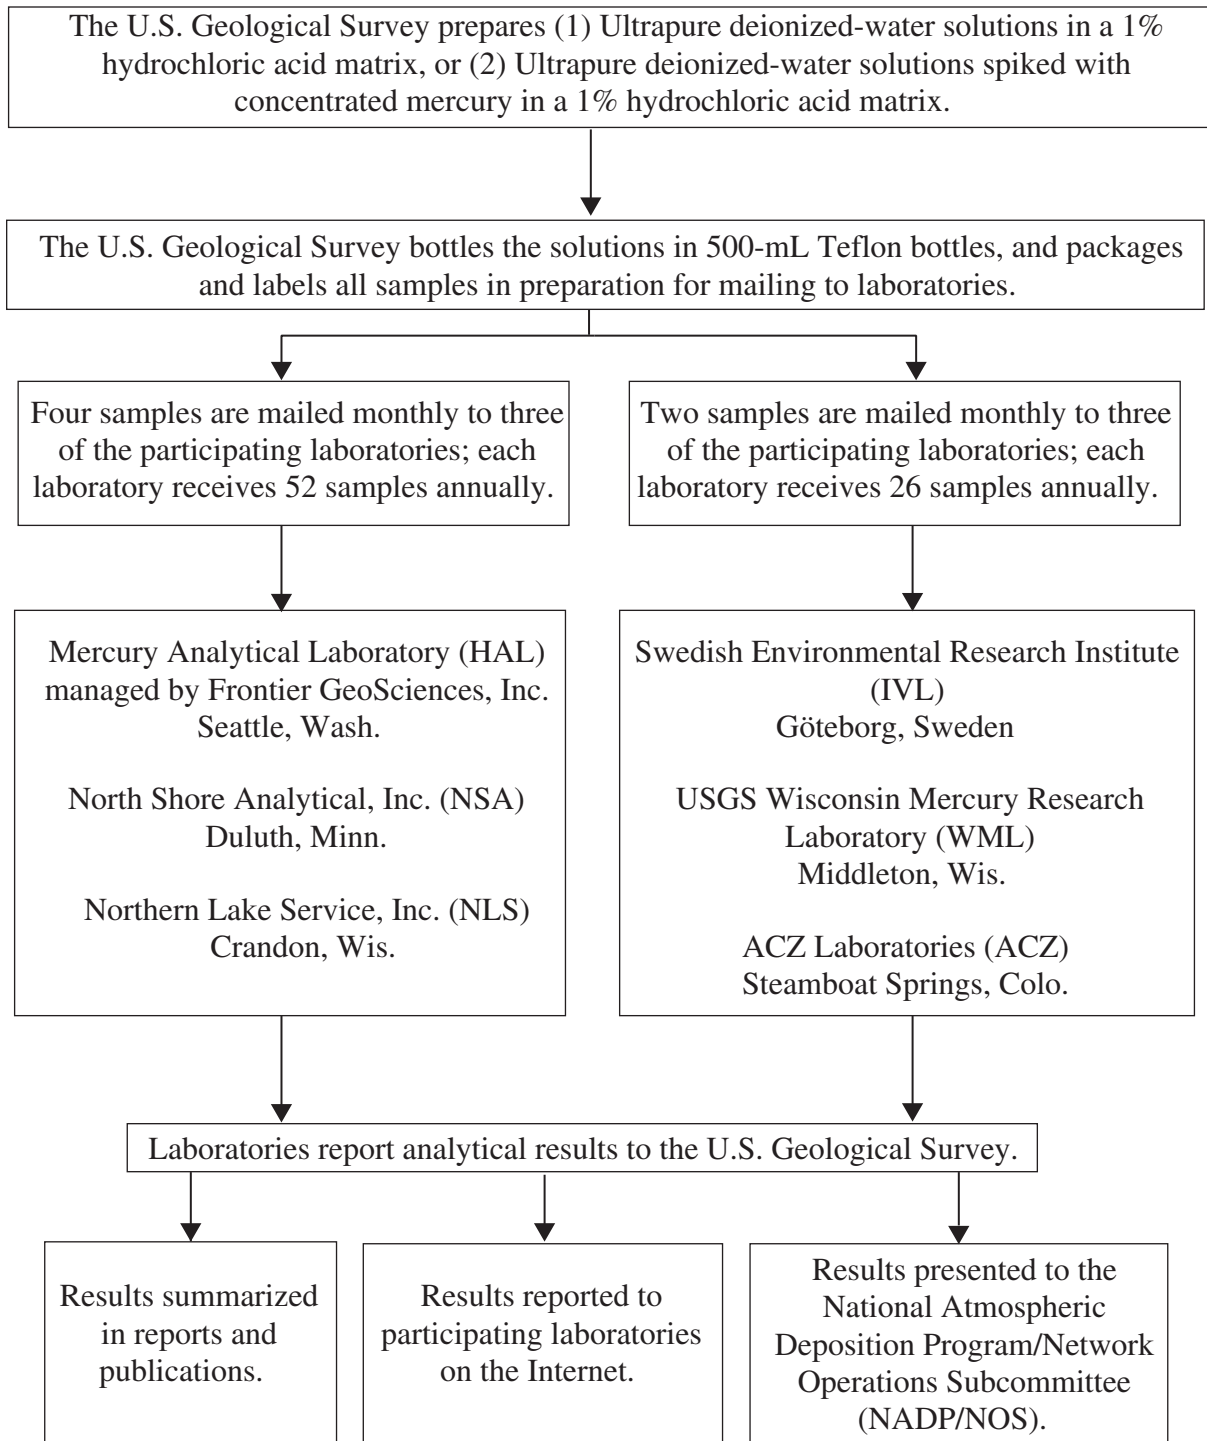 The U.S. Geological Survey prepares (1) Ultrapure deionized-water solutions in a 1%
hydrochloric acid matrix, or (2) Ultrapure deionized-water solutions spiked with
concentrated mercury in a 1% hydrochloric acid matrix.
The U.S. Geological Survey bottles the solutions in 500-mL Teflon bottles, and packages
and labels all samples in preparation for mailing to laboratories.
Four samples are mailed monthly to three
of the participating laboratories; each
laboratory receives 52 samples annually.
Two samples are mailed monthly to three
of the participating laboratories; each
laboratory receives 26 samples annually.
Mercury Analytical Laboratory (HAL)
managed by Frontier GeoSciences, Inc.
Seattle, Wash.
North Shore Analytical, Inc. (NSA)
Duluth, Minn.
Northern Lake Service, Inc. (NLS)
Crandon, Wis.
Swedish Environmental Research Institute
(IVL)
Göteborg, Sweden
USGS Wisconsin Mercury Research
Laboratory (WML)
Middleton, Wis.
ACZ Laboratories (ACZ)
Steamboat Springs, Colo.
Laboratories report analytical results to the U.S. Geological Survey.
Results summarized
in reports and
publications.
Results reported to
participating laboratories
on the Internet.
Results presented to the
National Atmospheric
Deposition Program/Network
Operations Subcommittee
(NADP/NOS).